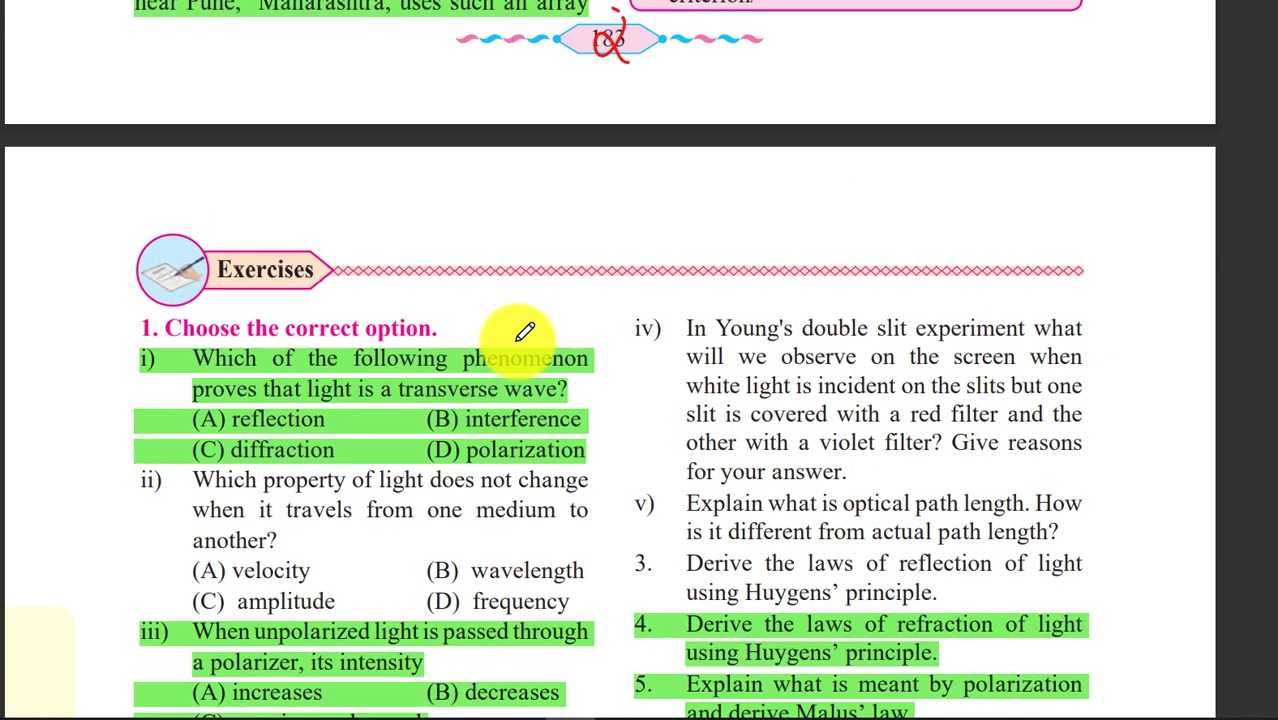 near Pune, Maharashtra, uses such an array
183
Exercises
1. Choose the correct option.
i) Which of the following phenomenon
proves that light is a transverse wave?
(A) reflection (B) interference
(C) diffraction (D) polarization
ii) Which property of light does not change
when it travels from one medium to
another?
(A) velocity (B) wavelength
(C) amplitude (D) frequency
iii) When unpolarized light is passed through
a polarizer, its intensity
(A) increases (B) decreases
iv) In Young's double slit experiment what
will we observe on the screen when
white light is incident on the slits but one
slit is covered with a red filter and the
other with a violet filter? Give reasons
for your answer.
v) Explain what is optical path length. How
is it different from actual path length?
3. Derive the laws of reflection of light
using Huygens’ principle.
4. Derive the laws of refraction of light
using Huygens’ principle.
5. Explain what is meant by polarization
and derive Malus’ law.